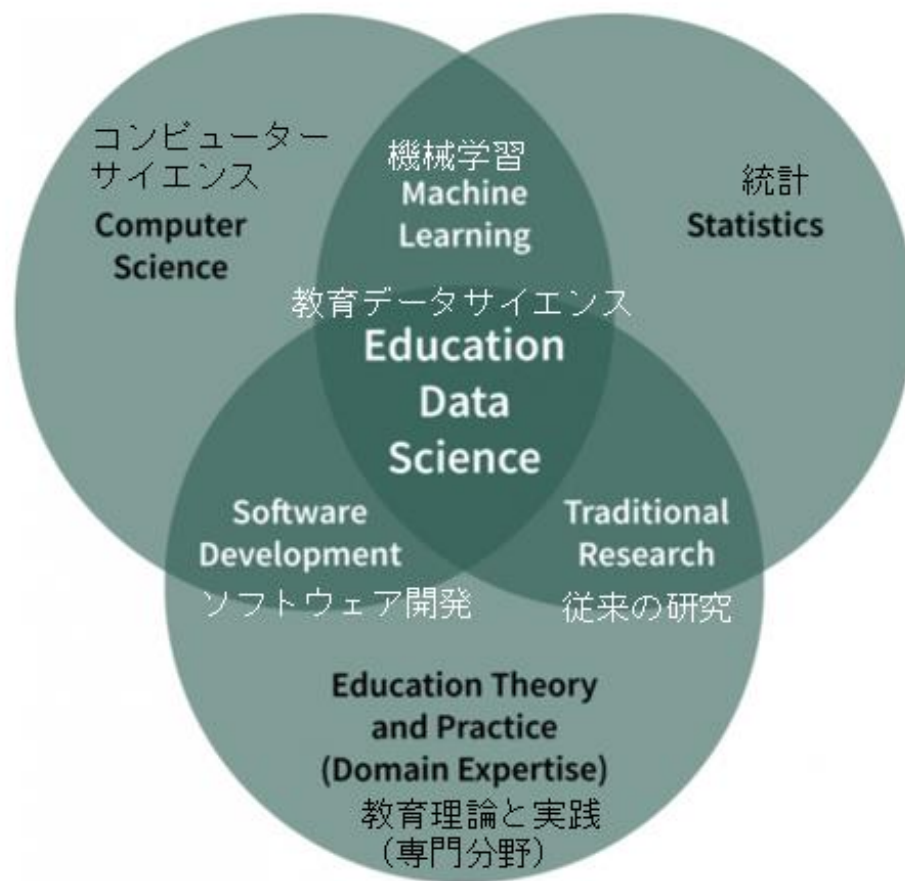 コンピューター
サイエンス
Computer
Science
機械学習
Machine
Learning
統計
Statistics
教育データサイエンス
Education
Data
Science
Software
Development
ソフトウェア開発
Traditional
Research
従来の研究
Education Theory
and Practice
(Domain Expertise)
教育理論と実践
（専門分野）